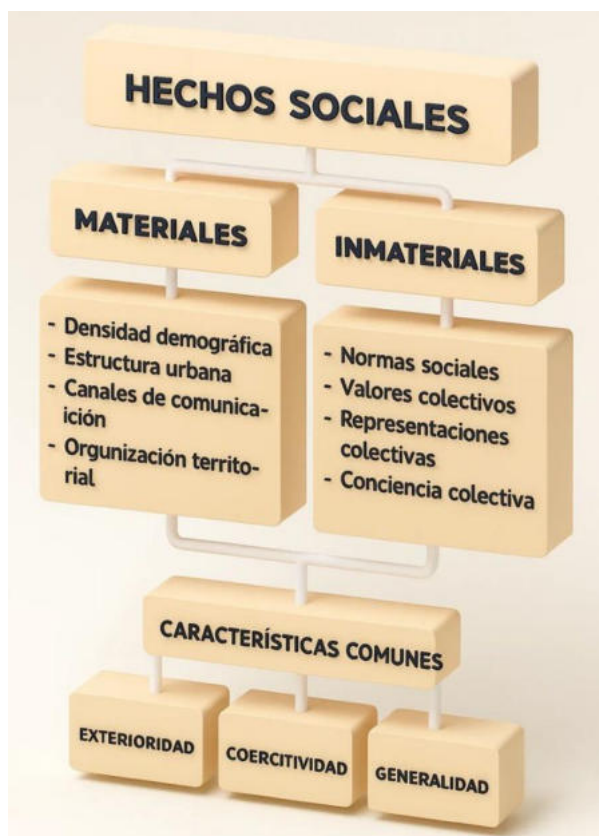 HECHOS SOCIALES
MATERIALES
- Densidad demográfica
- Estructura urbana
- Canales de comunica-
ición
- Orgunización territo-
rial
INMATERIALES
- Normas sociales
- Valores colectivos
- Representaciones
colectivas
- Conciencia colectiva
CARACTERÍSTICAS COMUNES
EXTERIORIDAD
COERCITIVIDAD
GENERALIDAD